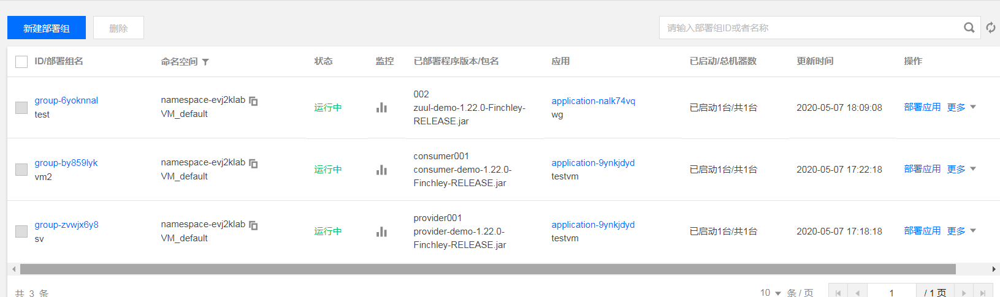 新建部署组 删除 请输入部署组ID或者名称
ID/部署组名 命名空间 状态 监控 已部署程序版本/包名 应用 已启动/总机器数 更新时间 操作
group-6yoknnal
test
namespace-evj2klab
VM_default
运行中
002
zuul-demo-1.22.0-Finchley-
RELEASE.jar
application-nalk74vq
wg
已启动1台/共1台
2020-05-07 18:09:08
部署应用 更多
group-by859lyk
vm2
namespace-evj2klab
VM_default
运行中
consumer001
consumer-demo-1.22.0-
Finchley-RELEASE.jar
application-9ynkjdyd
testvm
已启动1台/共1台
2020-05-07 17:22:18
部署应用 更多
group-zvwjx6y8
sv
namespace-evj2klab
VM_default
运行中
provider001
provider-demo-1.22.0-
Finchley-RELEASE.jar
application-9ynkjdyd
testvm
已启动1台/共1台
2020-05-07 17:18:18
部署应用 更多
共 3 条 10 条/页 1 / 1 页